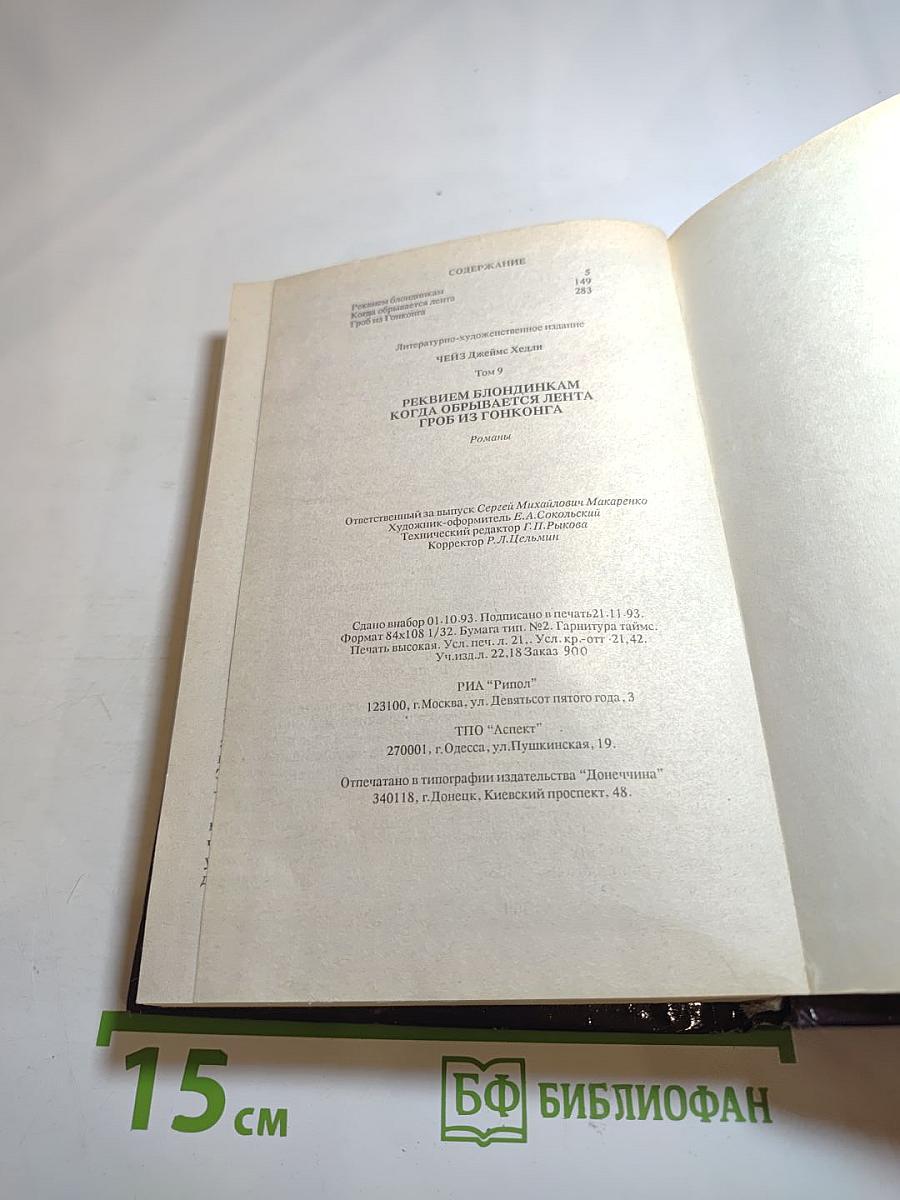 СОДЕРЖАНИЕ
Реквием блондинкам 5
Когда обрывается лента 149
Гроб из Гонконга 283
Литературно-художенственное издание
ЧЕЙЗ Джеймс Хедли
Том 9
РЕКВИЕМ БЛОНДИНКАМ
КОГДА ОБРЫВАЕТСЯ ЛЕНТА
ГРОБ ИЗ ГОНКОНГА
Романы
Ответственный за выпуск Сергей Михайлович Макаренко
Художник-оформитель Е.А.Сокольский
Технический редактор Г.П.Рыкова
Корректор Р.Л.Цельмин
Сдано внабор 01.10.93. Подписано в печать21.11.93.
Формат 84х108 1/32. Бумага тип. №2. Гарнитура таймс.
Печать высокая. Усл. печ. л. 21,. Усл. кр.-отт ·21,42.
Уч.изд.л. 22,18 Заказ 900
РИА "Рипол"
123100, г.Москва, ул. Девятьсот пятого года, 3
ТПО "Аспект"
270001, г.Одесса, ул.Пушкинская, 19.
Отпечатано в типографии издательства "Донеччина"
340118, г.Донецк, Киевский проспект, 48.
15 см
БФ БИБЛИОФАН